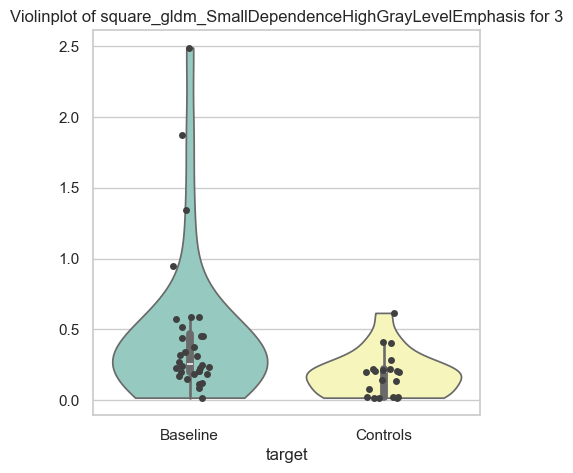 Violinplot of square_gldm_SmallDependenceHighGrayLevelEmphasis for 3
2.5
2.0
1.5
1.0
0.5
0.0
Baseline
Controls
target